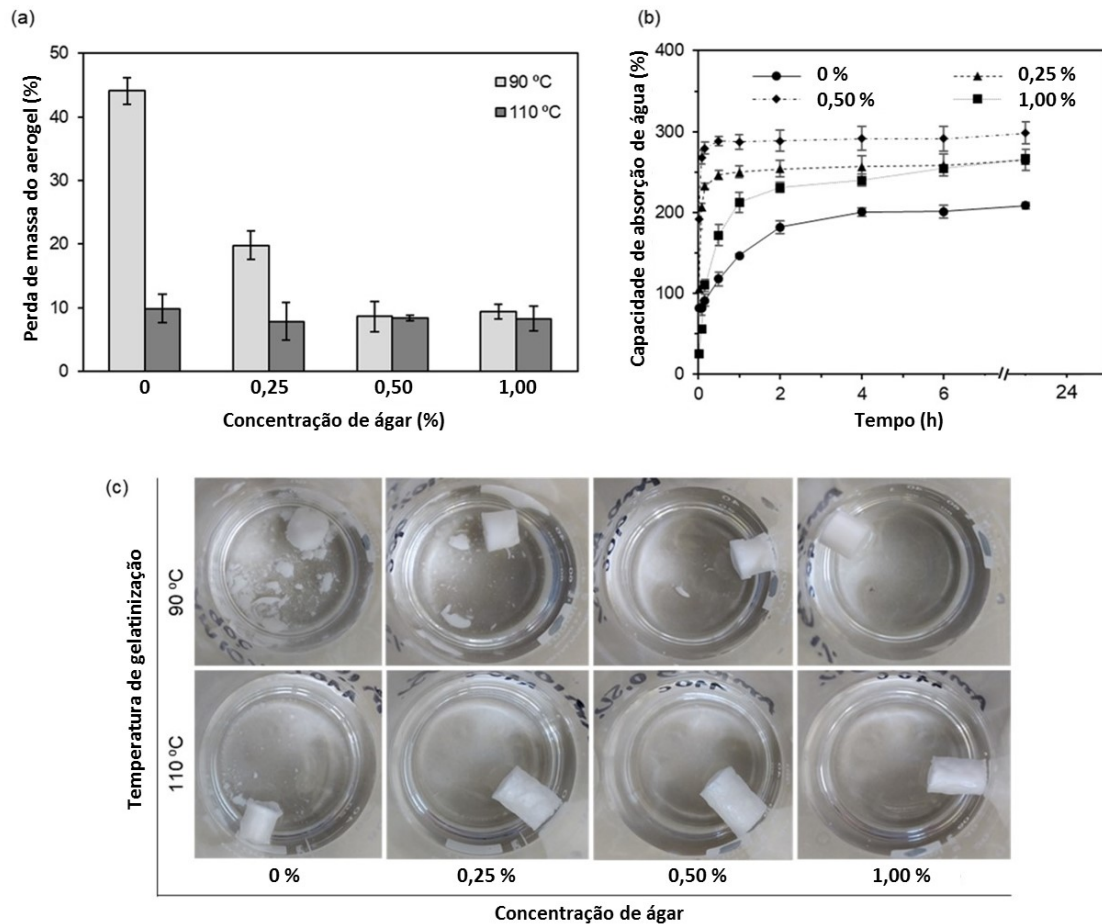 (a)
Perda de massa do aerogel (%)
50
40
30
20
10
0
90 ºC
110 ºC
0
0,25
0,50
1,00
Concentração de ágar (%)
(b)
Capacidade de absorção de água (%)
400
300
200
100
0
0 %
0,25 %
0,50 %
1,00 %
0
2
4
6
24
Tempo (h)
(c)
Temperatura de gelatinização
90 ºC
110 ºC
0 %
0,25 %
0,50 %
1,00 %
Concentração de ágar